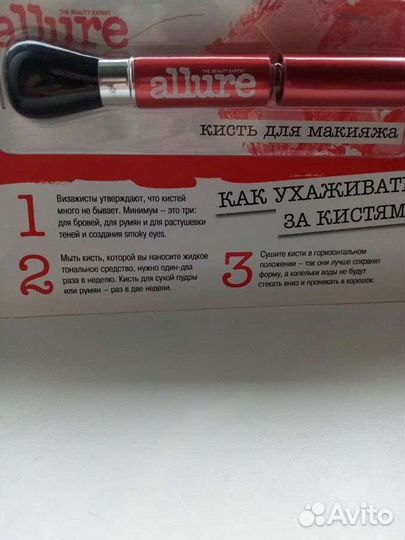 THE BEAUTY EXPERT
allure
THE BEAUTY EXPERT
allure
КИСТЬ ДЛЯ МАКИЯЖА
КАК УХАЖИВАТ
ЗА КИСТЯМ
1
Визажисты утверждают, что кистей
много не бывает. Минимум – это три:
для бровей, для румян и для растушевки
теней и создания smoky eyes.
2
Мыть кисть, которой вы наносите жидкое
тональное средство, нужно один-два
раза в неделю. Кисть для сухой пудры
или румян – раз в две недели.
3
Сушите кисти в горизонтальном
положении – так они лучше сохранят
форму, а капельки воды не будут
стекать вниз и проникать в корешок.
Avito